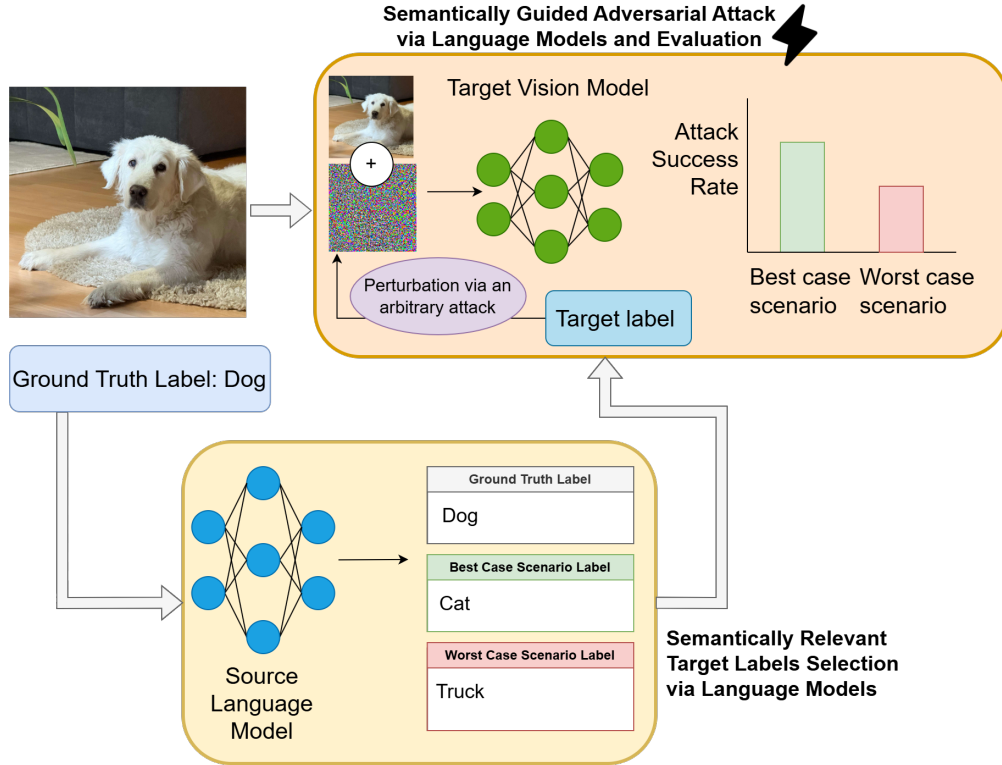 Semantically Guided Adversarial Attack
via Language Models and Evaluation
Target Vision Model
+
Attack
Success
Rate
Best case
scenario
Worst case
scenario
Perturbation via an
arbitrary attack
Target label
Ground Truth Label: Dog
Source
Language
Model
Ground Truth Label
Dog
Best Case Scenario Label
Cat
Worst Case Scenario Label
Truck
Semantically Relevant
Target Labels Selection
via Language Models